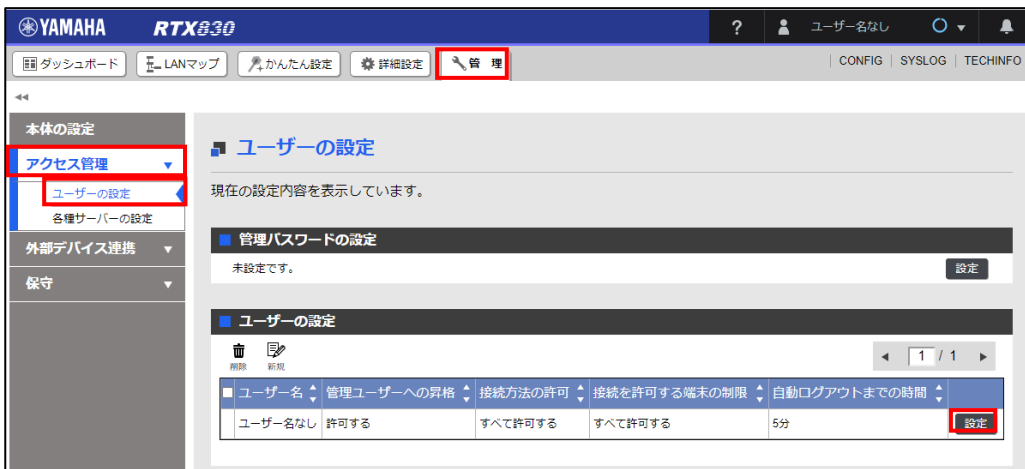 YAMAHA RTX830 ? ユーザー名なし
ダッシュボード LANマップ かんたん設定 詳細設定 管理 CONFIG | SYSLOG | TECHINFO
本体の設定
アクセス管理
ユーザーの設定
各種サーバーの設定
外部デバイス連携
保守
ユーザーの設定
現在の設定内容を表示しています。
管理パスワードの設定
未設定です。 設定
ユーザーの設定
削除 新規 1 / 1
ユーザー名 管理ユーザーへの昇格 接続方法の許可 接続を許可する端末の制限 自動ログアウトまでの時間
ユーザー名なし 許可する すべて許可する すべて許可する 5分 設定